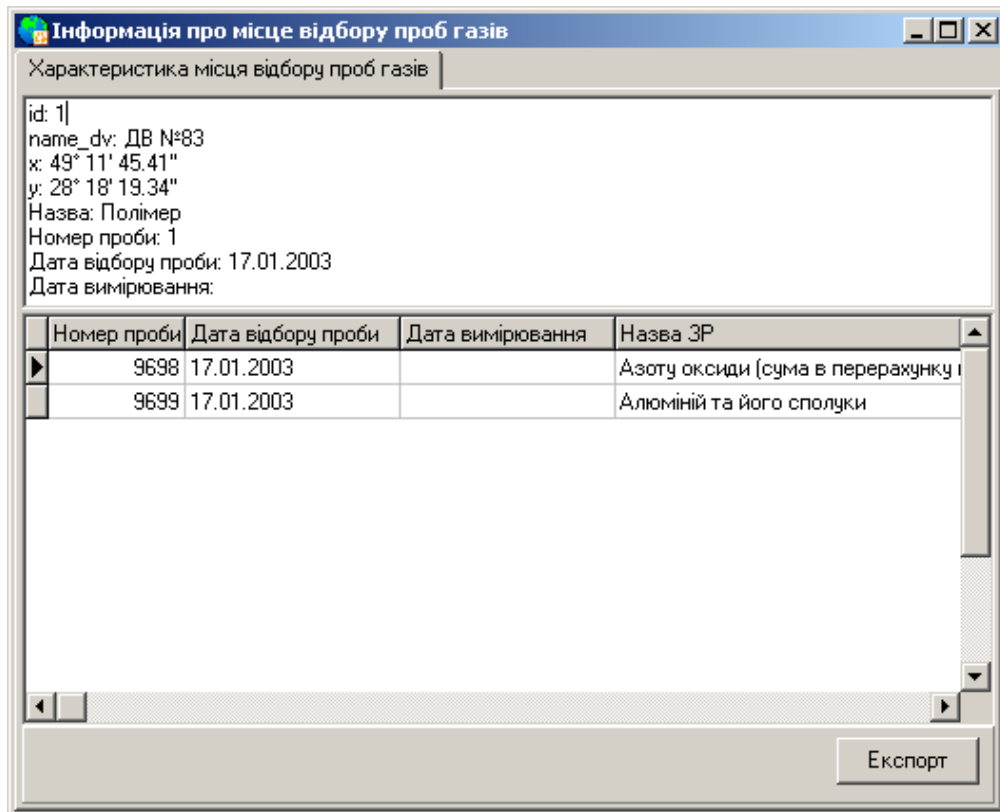 Інформація про місце відбору проб газів
Характеристика місця відбору проб газів
id: 1
name_dv: ДВ №83
x: 49° 11' 45.41"
y: 28° 18' 19.34"
Назва: Полімер
Номер проби: 1
Дата відбору проби: 17.01.2003
Дата вимірювання:
Номер проби Дата відбору проби Дата вимірювання Назва ЗР
9698 17.01.2003 Азоту оксиди (сума в перерахунку
9699 17.01.2003 Алюміній та його сполуки
Експорт